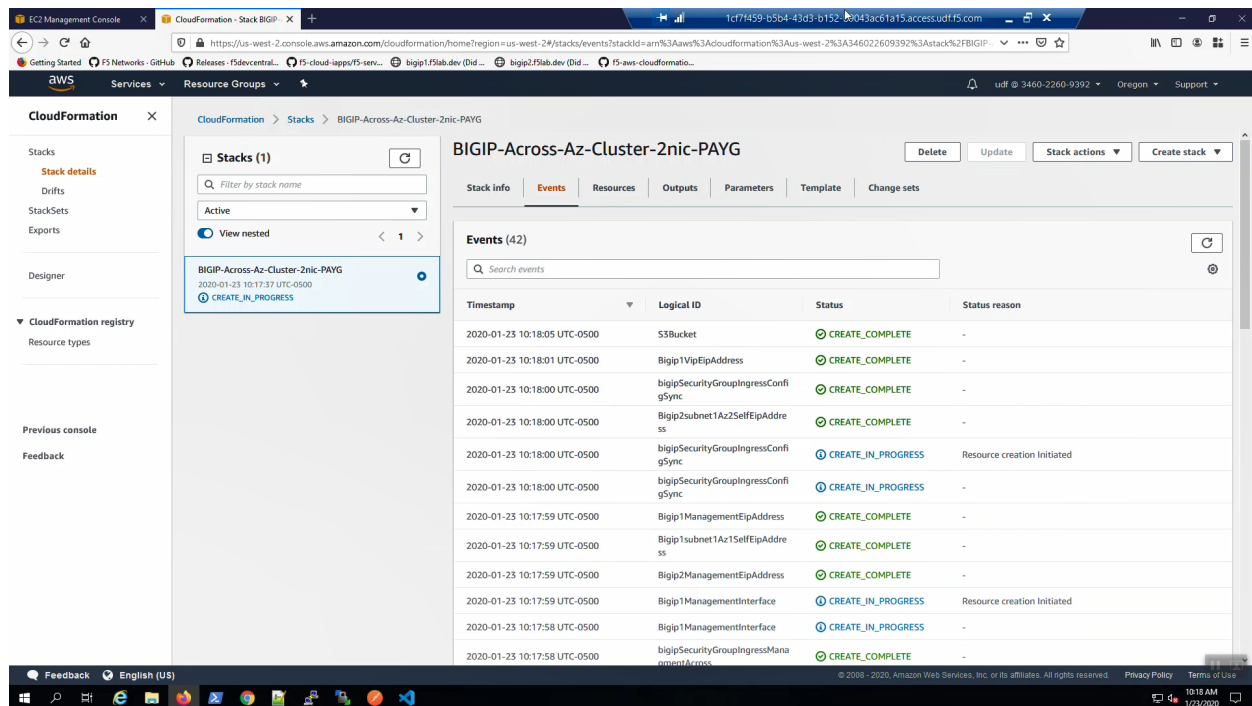 EC2 Management Console
CloudFormation - Stack BIGIP-
1cf7f459-b5b4-43d3-b152- 9043ac61a15.access.udf.f5.com
https://us-west-2.console.aws.amazon.com/cloudformation/home?region=us-west-2#/stacks/events?stackId=arn%3Aaws%3Acloudformation%3Aus-west-2%3A346022609392%3Astack%2FBIGIP-
Getting Started F5 Networks · GitHub Releases · f5devcentral... f5-cloud-iapps/f5-serv... bigip1.f5lab.dev (Did ... bigip2.f5lab.dev (Did ... f5-aws-cloudformatio...
aws Services Resource Groups udf @ 3460-2260-9392 Oregon Support
CloudFormation
Stacks
Stack details
Drifts
StackSets
Exports
Designer
CloudFormation registry
Resource types
Previous console
Feedback
CloudFormation > Stacks > BIGIP-Across-Az-Cluster-2nic-PAYG
Stacks (1)
Filter by stack name
Active
View nested
1
BIGIP-Across-Az-Cluster-2nic-PAYG
2020-01-23 10:17:37 UTC-0500
CREATE_IN_PROGRESS
BIGIP-Across-Az-Cluster-2nic-PAYG
Delete Update Stack actions Create stack
Stack info Events Resources Outputs Parameters Template Change sets
Events (42)
Search events
Timestamp Logical ID Status Status reason
2020-01-23 10:18:05 UTC-0500 S3Bucket CREATE_COMPLETE -
2020-01-23 10:18:01 UTC-0500 Bigip1VipEipAddress CREATE_COMPLETE -
2020-01-23 10:18:00 UTC-0500 bigipSecurityGroupIngressConfi
gSync CREATE_COMPLETE -
2020-01-23 10:18:00 UTC-0500 Bigip2subnet1Az2SelfEipAddre
ss CREATE_COMPLETE -
2020-01-23 10:18:00 UTC-0500 bigipSecurityGroupIngressConfi
gSync CREATE_IN_PROGRESS Resource creation Initiated
2020-01-23 10:18:00 UTC-0500 bigipSecurityGroupIngressConfi
gSync CREATE_IN_PROGRESS -
2020-01-23 10:17:59 UTC-0500 Bigip1ManagementEipAddress CREATE_COMPLETE -
2020-01-23 10:17:59 UTC-0500 Bigip1subnet1Az1SelfEipAddre
ss CREATE_COMPLETE -
2020-01-23 10:17:59 UTC-0500 Bigip2ManagementEipAddress CREATE_COMPLETE -
2020-01-23 10:17:59 UTC-0500 Bigip1ManagementInterface CREATE_IN_PROGRESS Resource creation Initiated
2020-01-23 10:17:58 UTC-0500 Bigip1ManagementInterface CREATE_IN_PROGRESS -
2020-01-23 10:17:58 UTC-0500 bigipSecurityGroupIngressMana
gementAcross CREATE_COMPLETE -
Feedback English (US) © 2008 - 2020, Amazon Web Services, Inc. or its affiliates. All rights reserved. Privacy Policy Terms of Use
10:18 AM
1/23/2020